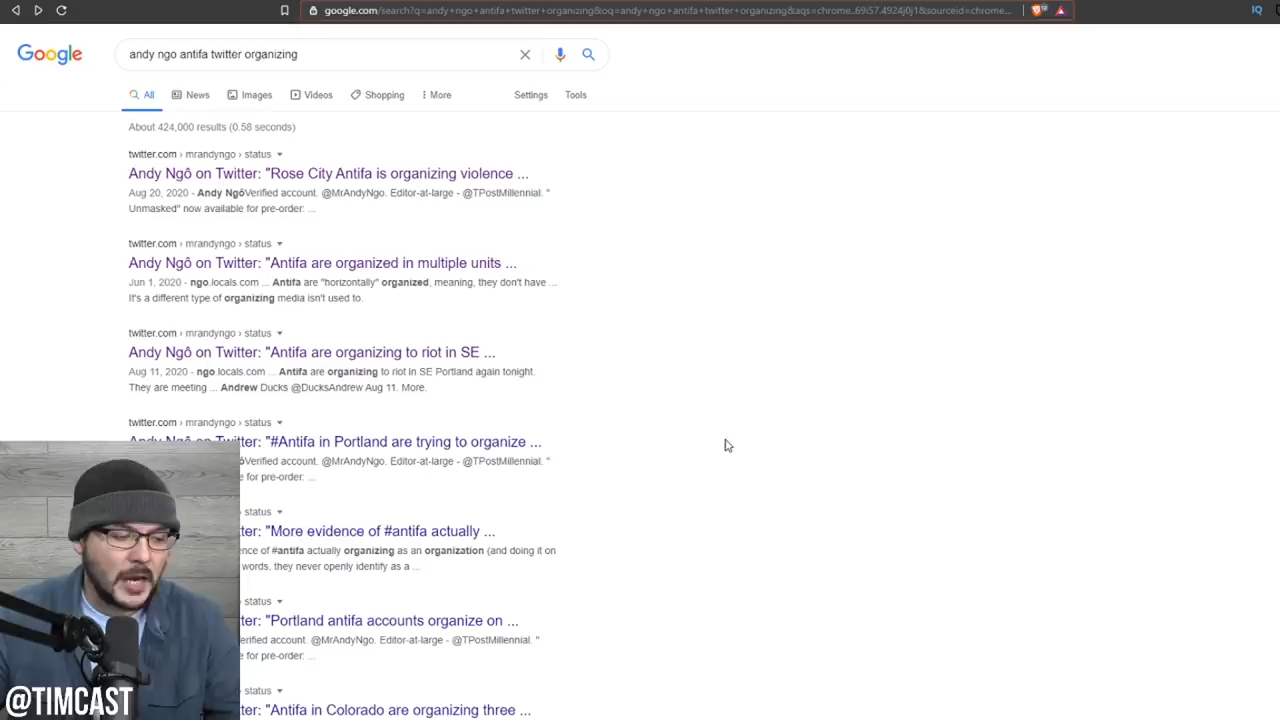 google.com/search?q=andy+ngo+antifa+twitter+organizing&oq=andy+ngo+antifa+twitter+organizing&aqs=chrome..69i57.4924j0j1&sourceid=chrome...
IQ
Google
andy ngo antifa twitter organizing
All News Images Videos Shopping More Settings Tools
About 424,000 results (0.58 seconds)
twitter.com › mrandyngo › status
Andy Ngô on Twitter: "Rose City Antifa is organizing violence ...
Aug 20, 2020 - Andy NgôVerified account. @MrAndyNgo. Editor-at-large - @TPostMillennial. "
Unmasked" now available for pre-order: ...
twitter.com › mrandyngo › status
Andy Ngô on Twitter: "Antifa are organized in multiple units ...
Jun 1, 2020 - ngo.locals.com ... Antifa are "horizontally" organized, meaning, they don't have ...
It's a different type of organizing media isn't used to.
twitter.com › mrandyngo › status
Andy Ngô on Twitter: "Antifa are organizing to riot in SE ...
Aug 11, 2020 - ngo.locals.com ... Antifa are organizing to riot in SE Portland again tonight.
They are meeting ... Andrew Ducks @DucksAndrew Aug 11. More.
twitter.com › mrandyngo › status
Andy Ngô on Twitter: "#Antifa in Portland are trying to organize ...
ôVerified account. @MrAndyNgo. Editor-at-large - @TPostMillennial. "
e for pre-order: ...
› status
ter: "More evidence of #antifa actually ...
ence of #antifa actually organizing as an organization (and doing it on
words, they never openly identify as a ...
› status
ter: "Portland antifa accounts organize on ...
erified account. @MrAndyNgo. Editor-at-large - @TPostMillennial. "
e for pre-order: ...
› status
ter: "Antifa in Colorado are organizing three ...
@TIMCAST